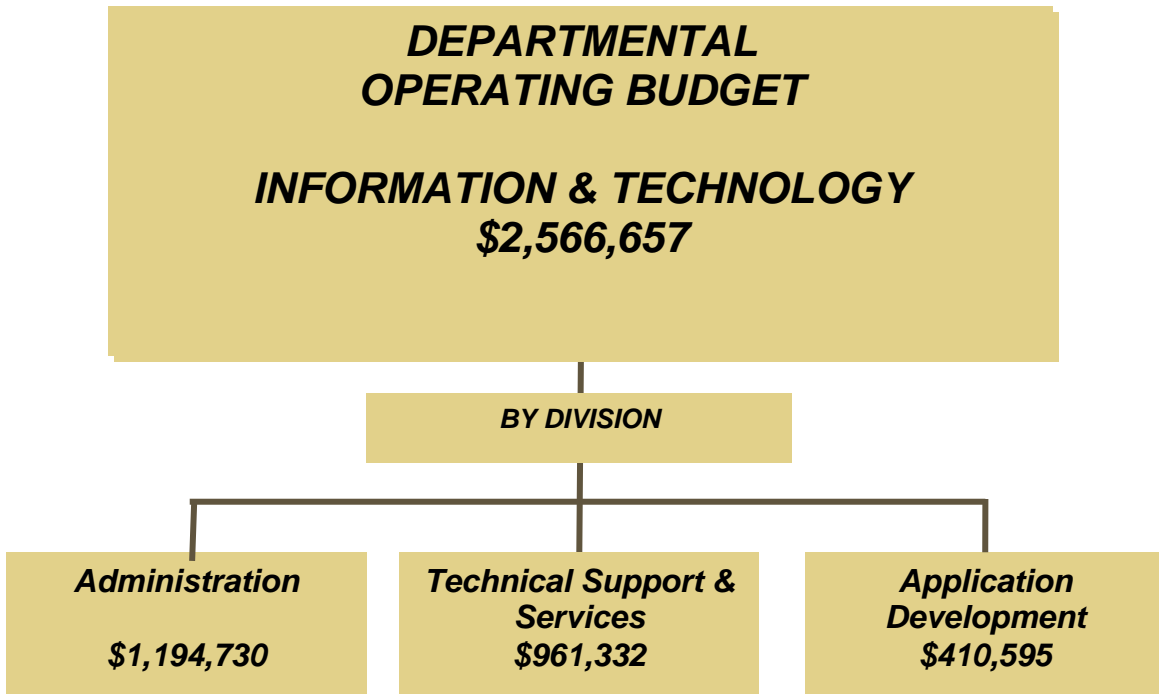 DEPARTMENTAL
OPERATING BUDGET
INFORMATION & TECHNOLOGY
$2,566,657
BY DIVISION
Administration
$1,194,730
Technical Support &
Services
$961,332
Application
Development
$410,595